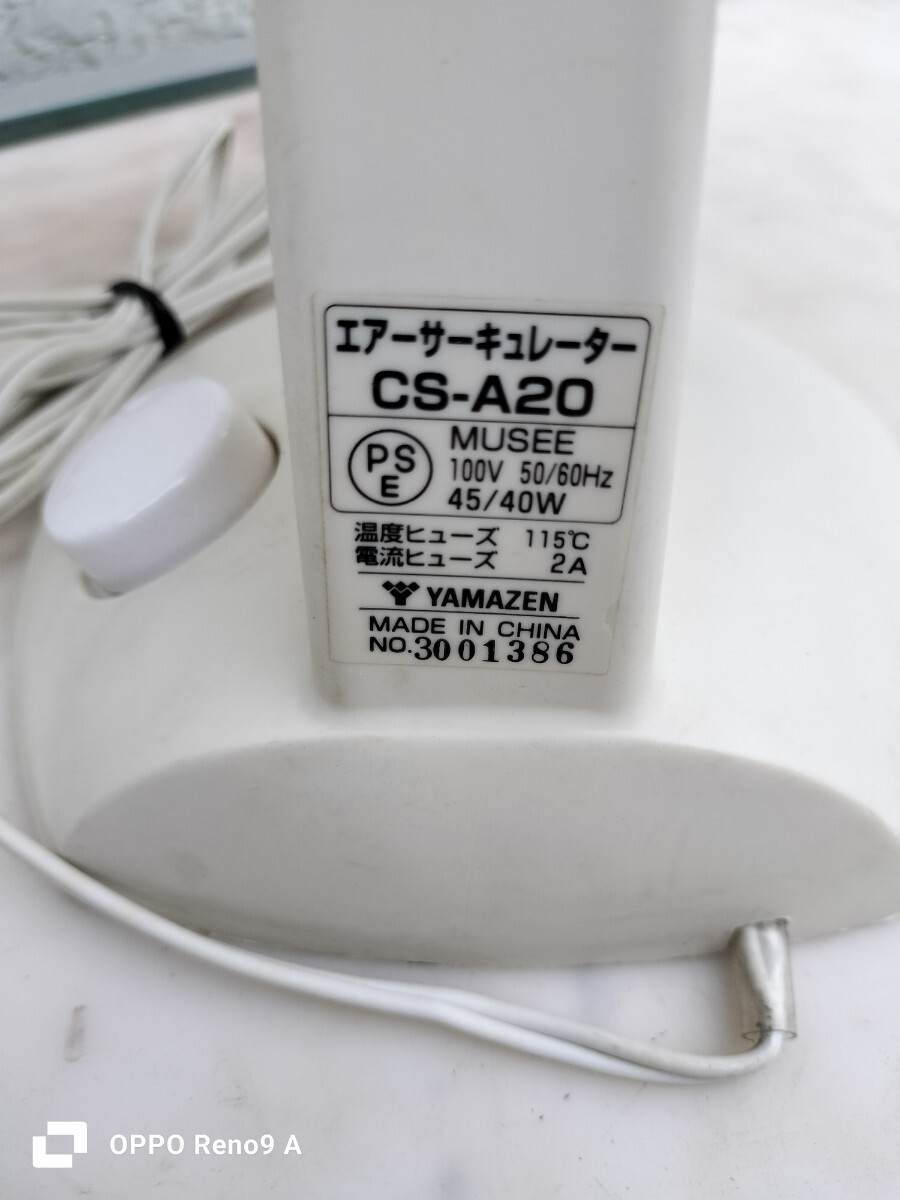 エアーサーキュレーター
CS-A20
PS
E
MUSEE
100V 50/60Hz
45/40W
温度ヒューズ 115℃
電流ヒューズ 2A
YAMAZEN
MADE IN CHINA
NO.3001386
OPPO Reno9 A